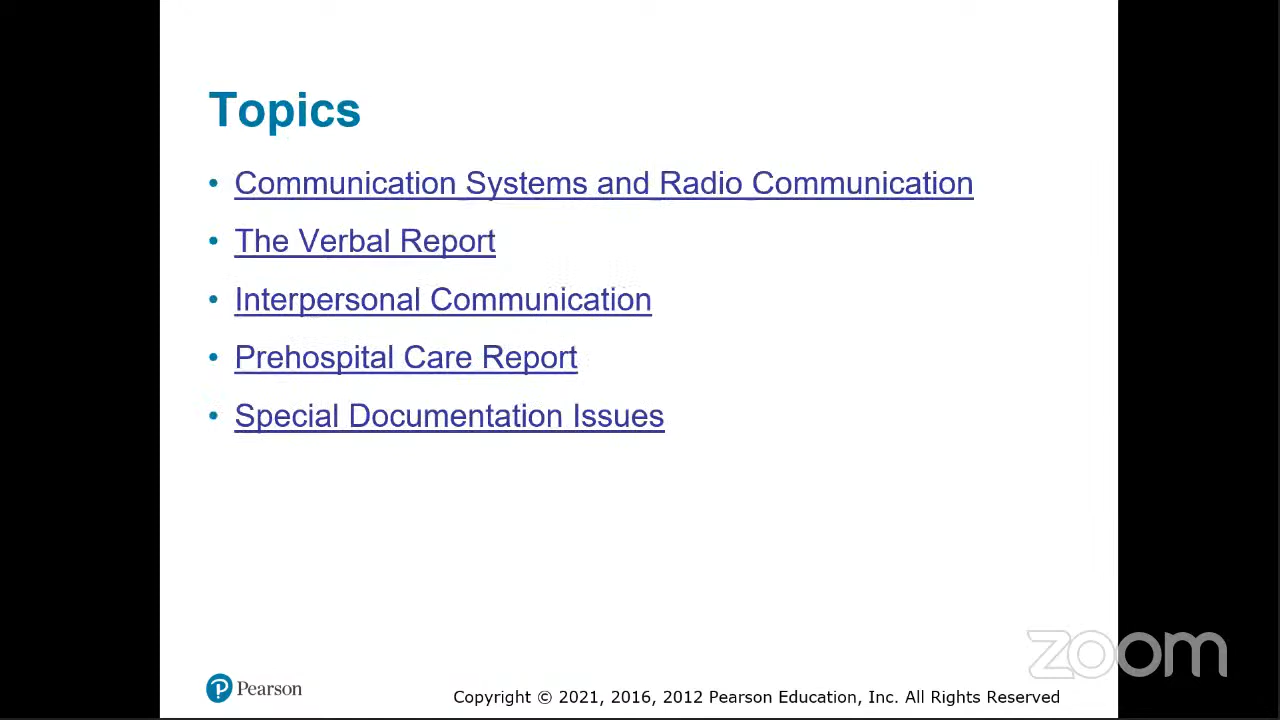 Topics
• Communication Systems and Radio Communication
• The Verbal Report
• Interpersonal Communication
• Prehospital Care Report
• Special Documentation Issues
zoom
Pearson
Copyright © 2021, 2016, 2012 Pearson Education, Inc. All Rights Reserved